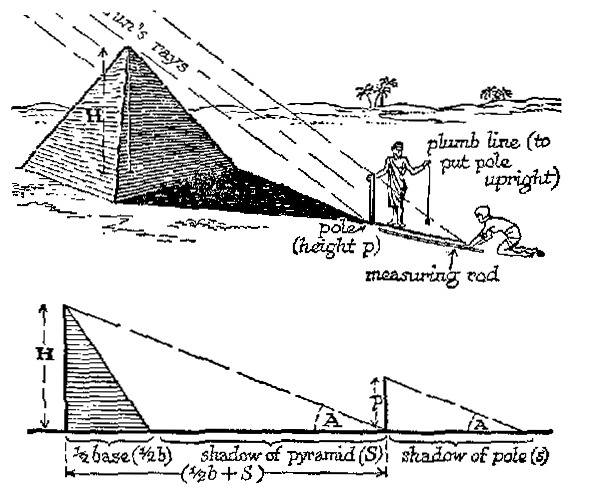 sun's rays
H
plumb line (to
put pole
upright)
pole
(height p)
measuring rod
H
p
A
A
½ base (½b)
shadow of pyramid (S)
shadow of pole (s)
(½b + S)